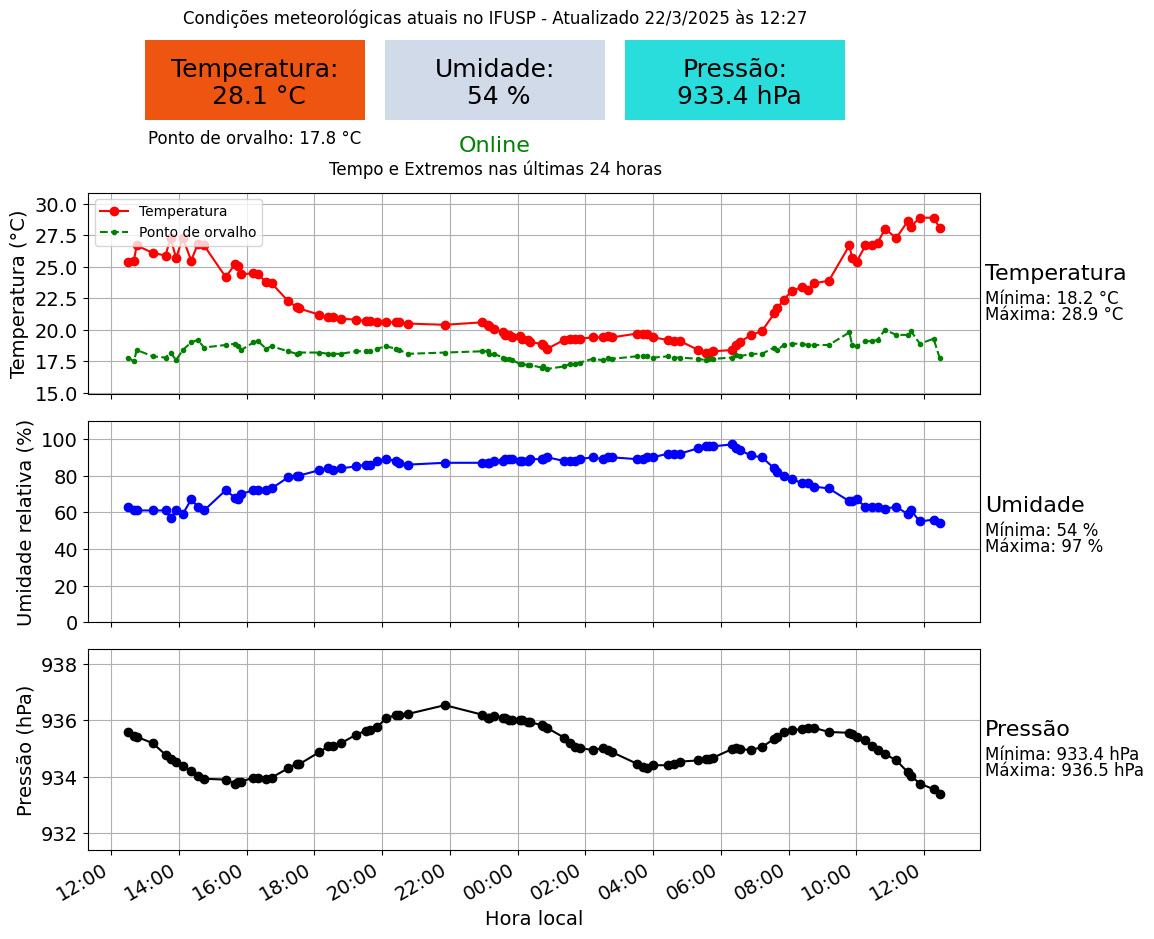 Condições meteorológicas atuais no IFUSP - Atualizado 22/3/2025 às 12:27
Temperatura:
28.1 °C
Umidade:
54 %
Pressão:
933.4 hPa
Ponto de orvalho: 17.8 °C
Online
Tempo e Extremos nas últimas 24 horas
Temperatura (°C)
30.0
27.5
25.0
22.5
20.0
17.5
15.0
Temperatura
Ponto de orvalho
Temperatura
Mínima: 18.2 °C
Máxima: 28.9 °C
Umidade relativa (%)
100
80
60
40
20
0
Umidade
Mínima: 54 %
Máxima: 97 %
Pressão (hPa)
938
936
934
932
Pressão
Mínima: 933.4 hPa
Máxima: 936.5 hPa
12:00
14:00
16:00
18:00
20:00
22:00
00:00
02:00
04:00
06:00
08:00
10:00
12:00
Hora local